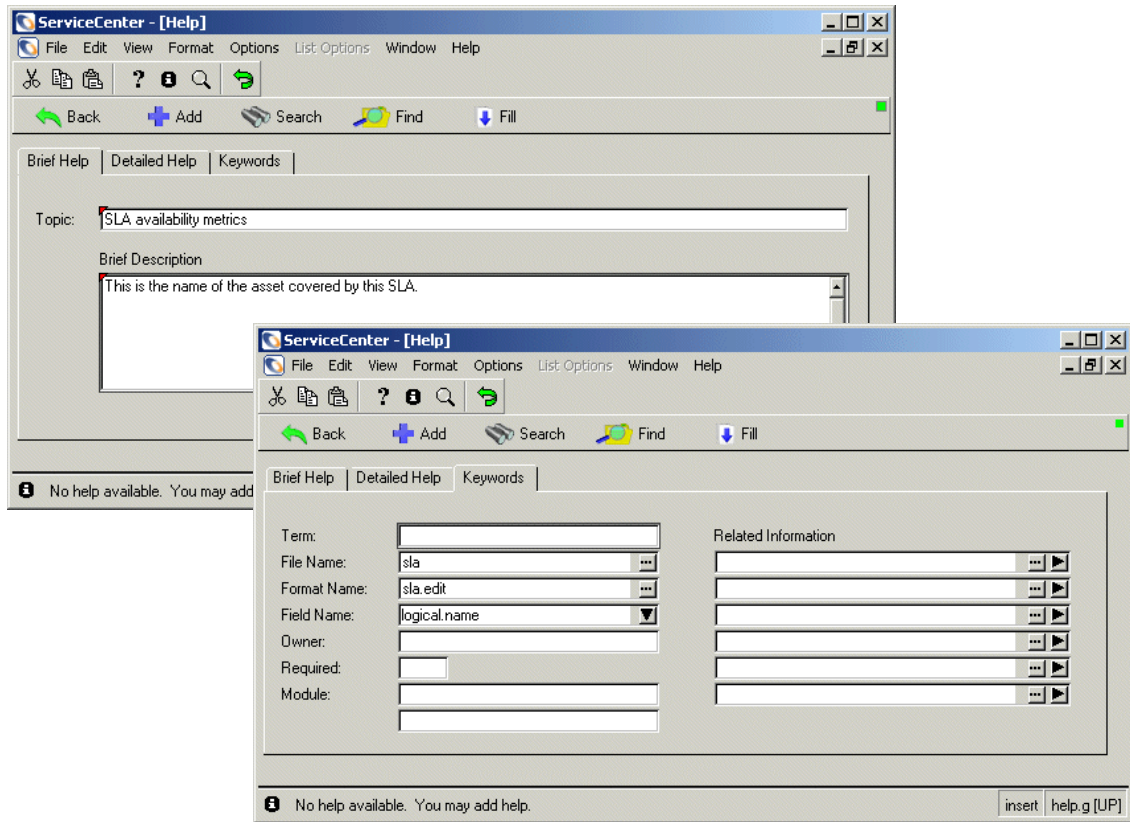 ServiceCenter - [Help]
File Edit View Format Options List Options Window Help
Back Add Search Find Fill
Brief Help Detailed Help Keywords
Topic: SLA availability metrics
Brief Description
This is the name of the asset covered by this SLA.
No help available. You may add
ServiceCenter - [Help]
File Edit View Format Options List Options Window Help
Back Add Search Find Fill
Brief Help Detailed Help Keywords
Term: Related Information
File Name: sla
Format Name: sla.edit
Field Name: logical.name
Owner:
Required:
Module:
No help available. You may add help. insert help.g [UP]